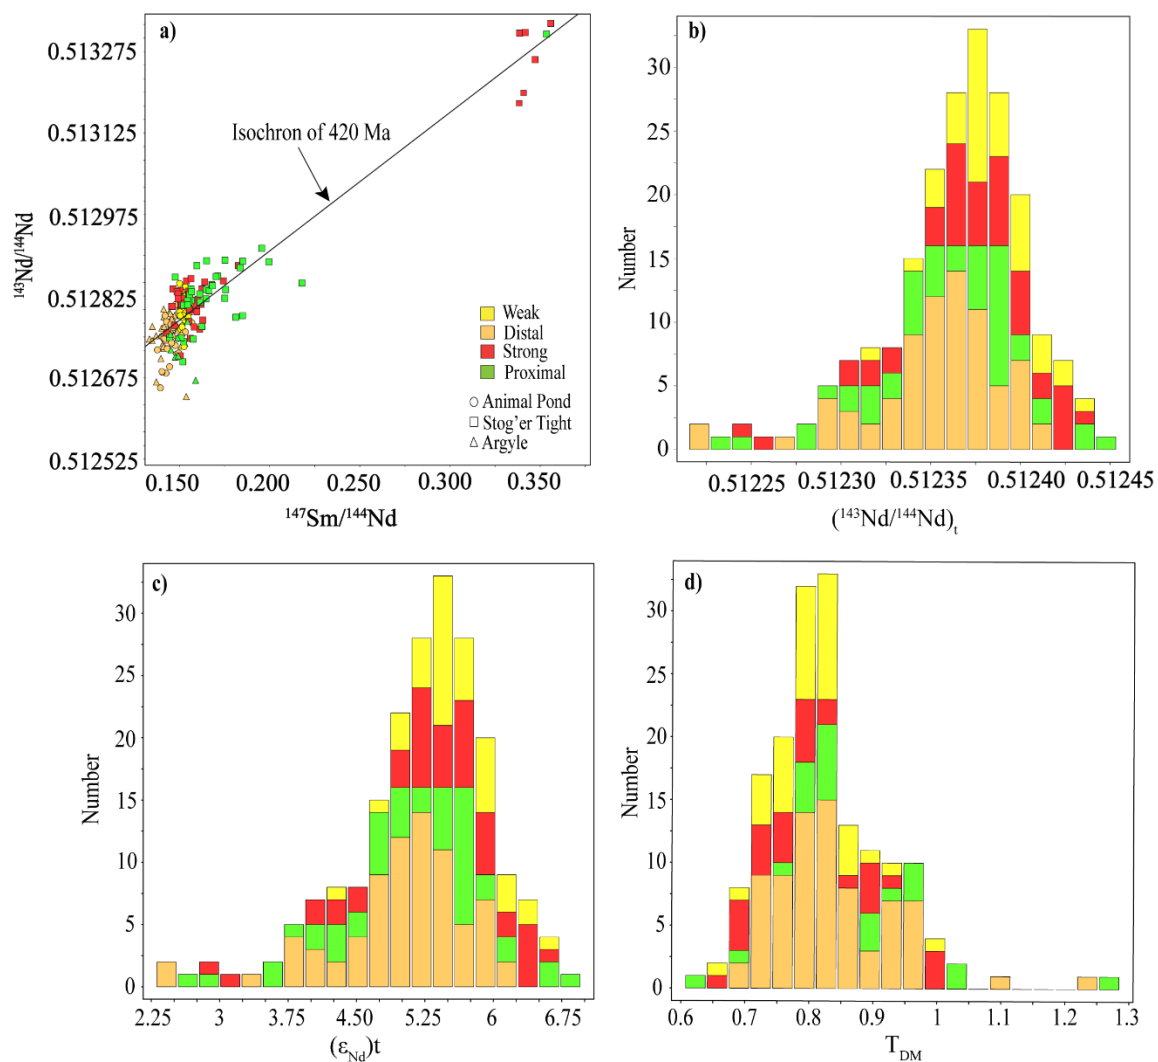 a)
0.513275
0.513125
0.512975
0.512825
0.512675
0.512525
¹⁴³Nd/¹⁴⁴Nd
Isochron of 420 Ma
Weak
Distal
Strong
Proximal
Animal Pond
Stog'er Tight
Argyle
0.150 0.200 0.250 0.300 0.350
¹⁴⁷Sm/¹⁴⁴Nd
b)
30
25
20
15
10
5
0
Number
0.51225 0.51230 0.51235 0.51240 0.51245
(¹⁴³Nd/¹⁴⁴Nd)ₜ
c)
30
25
20
15
10
5
0
Number
2.25 3 3.75 4.50 5.25 6 6.75
(εNd)t
d)
30
25
20
15
10
5
0
Number
0.6 0.7 0.8 0.9 1 1.1 1.2 1.3
TDM